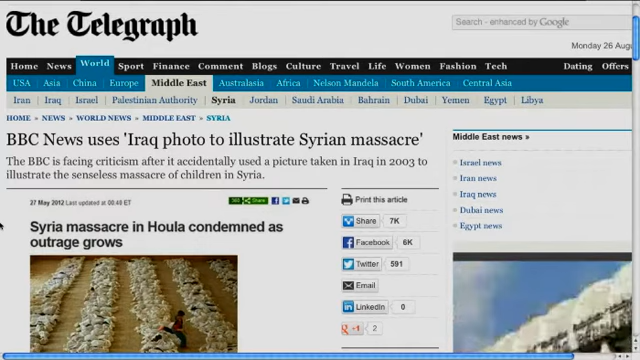 The Telegraph
Search - enhanced by Google
Monday 26 Augu
Home News World Sport Finance Comment Blogs Culture Travel Life Women Fashion Tech Dating Offers
USA Asia China Europe Middle East Australasia Africa Nelson Mandela South America Central Asia
Iran Iraq Israel Palestinian Authority Syria Jordan Saudi Arabia Bahrain Dubai Yemen Egypt Libya
HOME » NEWS » WORLD NEWS » MIDDLE EAST » SYRIA
BBC News uses 'Iraq photo to illustrate Syrian massacre'
The BBC is facing criticism after it accidentally used a picture taken in Iraq in 2003 to
illustrate the senseless massacre of children in Syria.
27 May 2012 Last updated at 00:40 ET
Share
Syria massacre in Houla condemned as
outrage grows
Print this article
Share 7K
Facebook 6K
Twitter 591
Email
LinkedIn 0
+1 2
Middle East news »
Israel news
Iran news
Iraq news
Dubai news
Egypt news